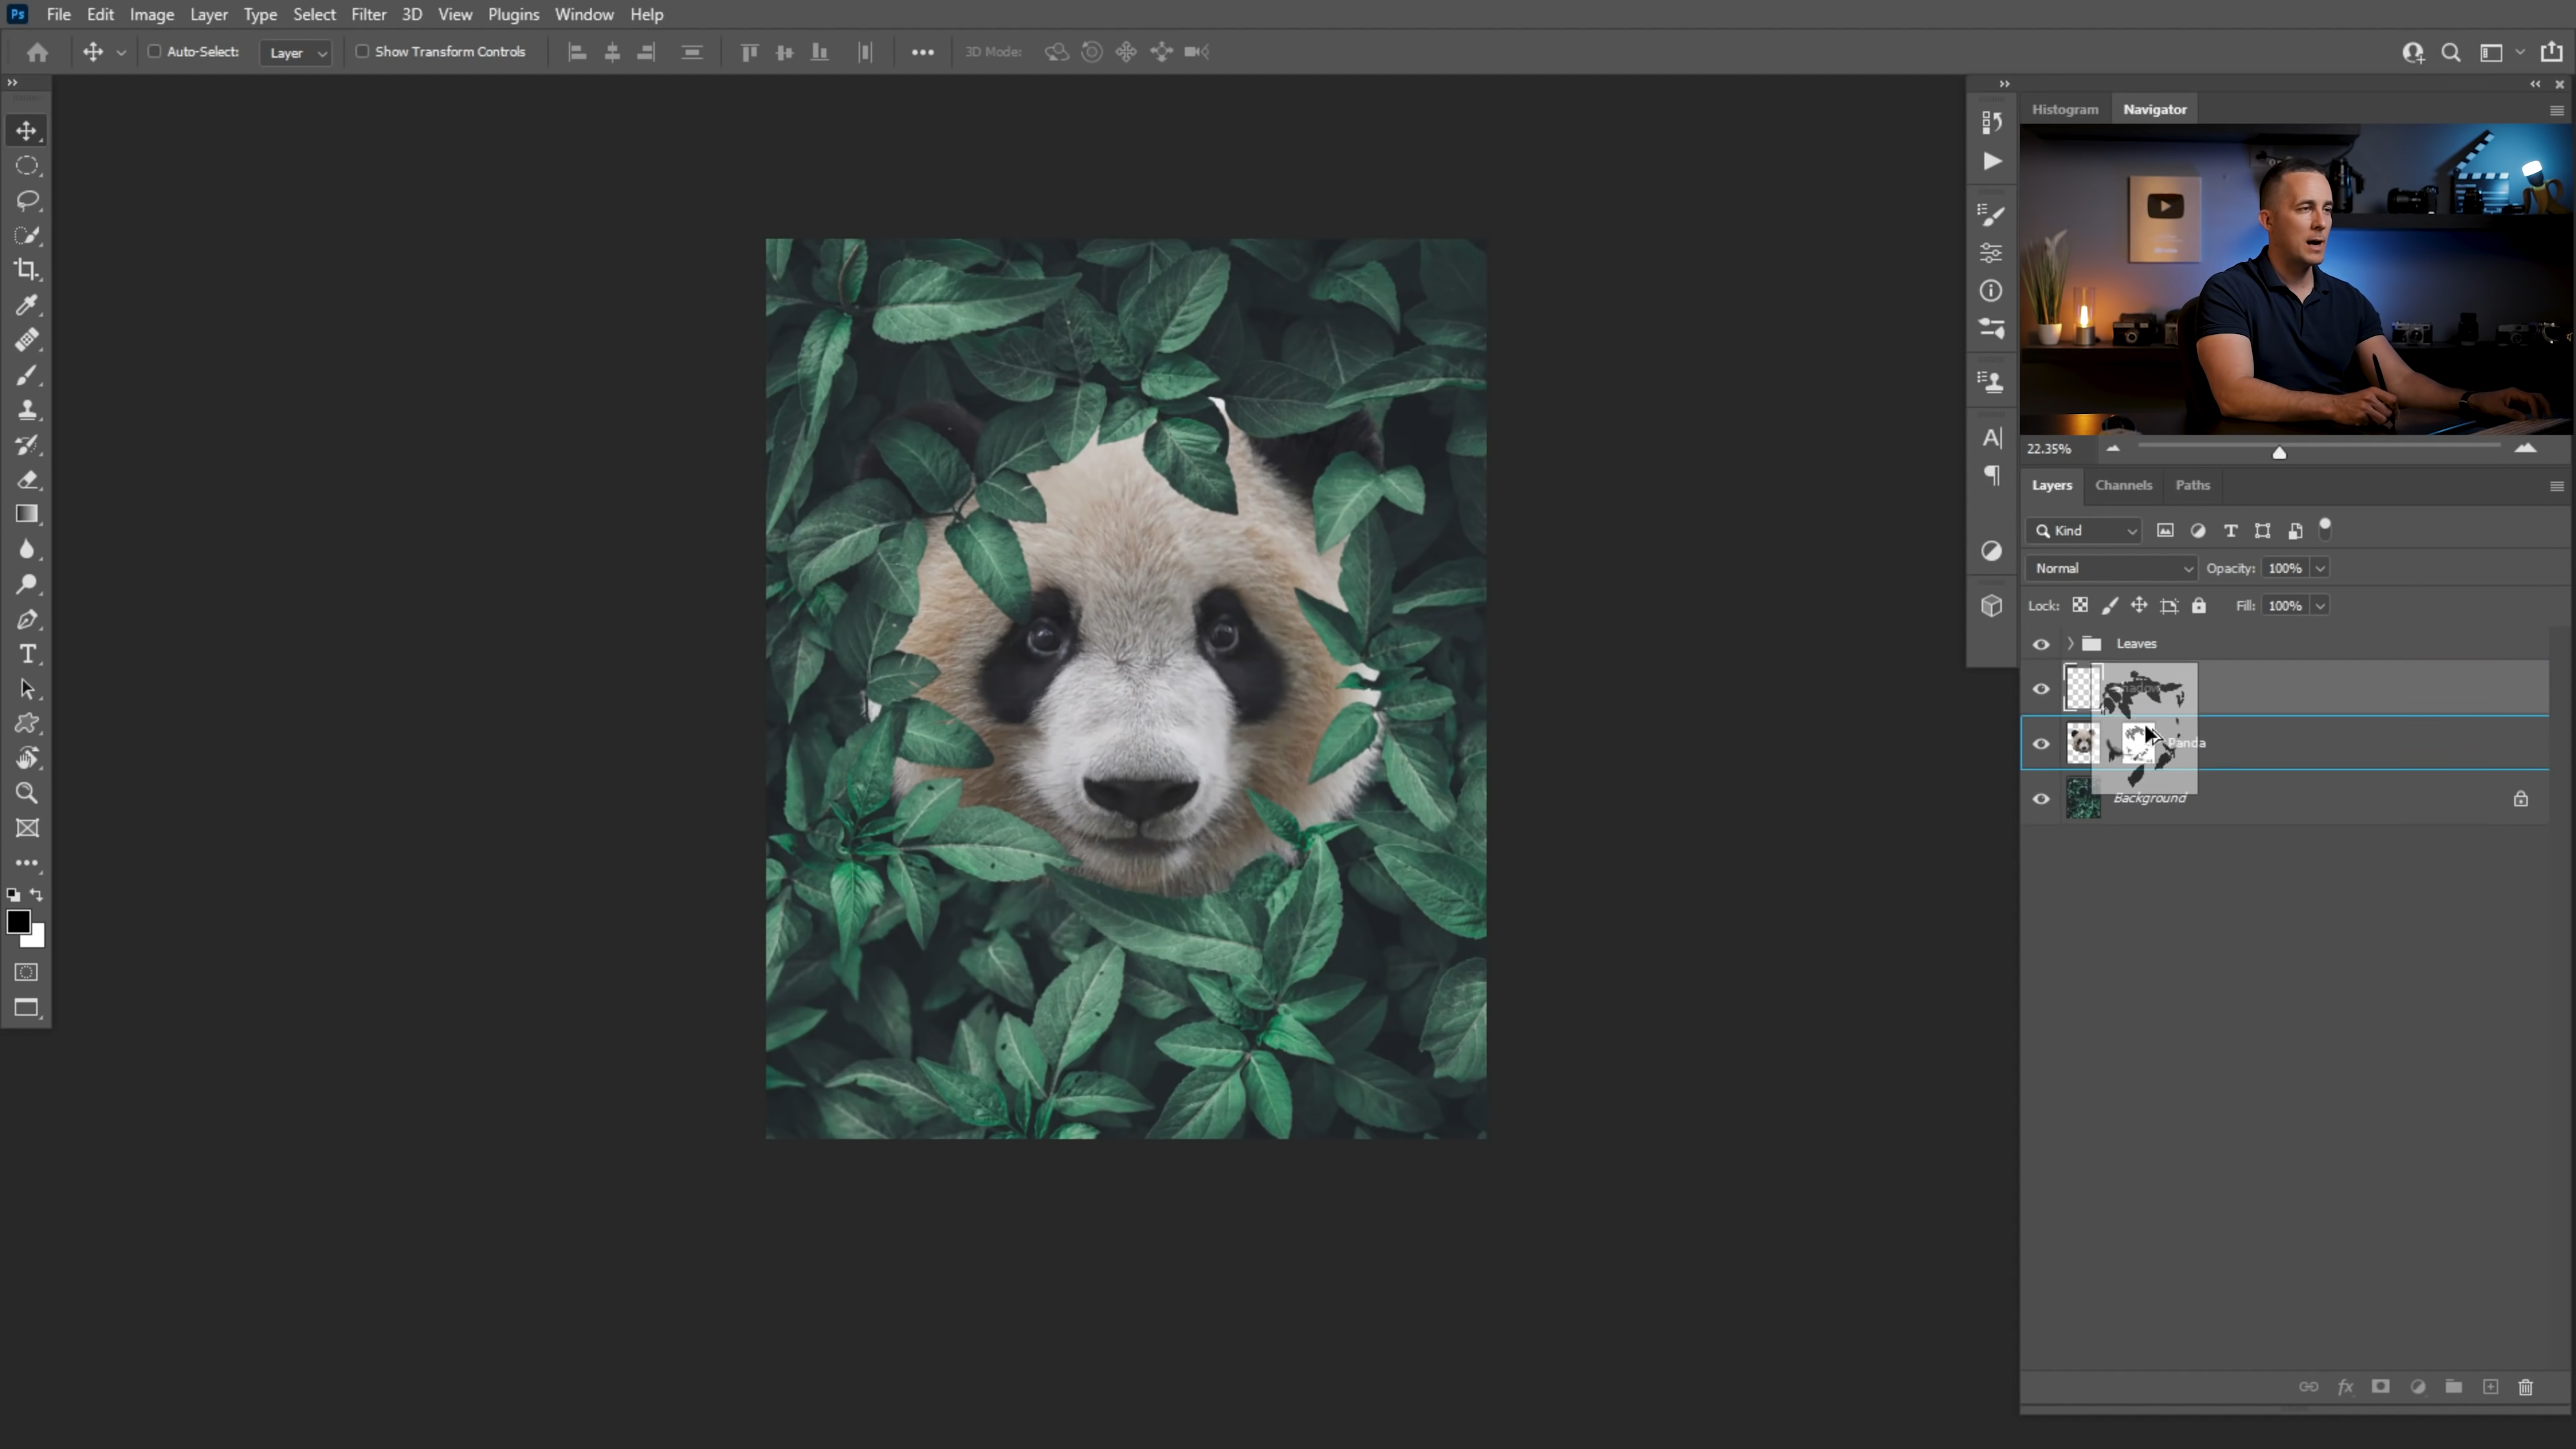 Ps File Edit Image Layer Type Select Filter 3D View Plugins Window Help
Auto-Select: Layer Show Transform Controls 3D Mode:
Histogram Navigator
22.35%
Layers Channels Paths
Kind
Normal Opacity: 100%
Lock: Fill: 100%
Leaves
Panda
Background